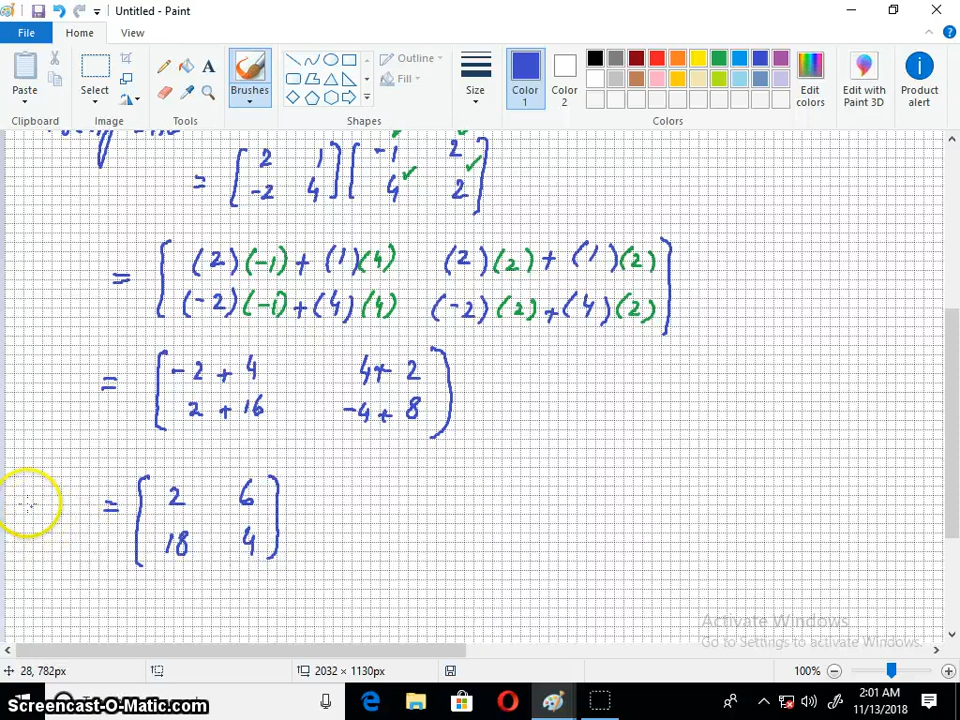 Untitled - Paint
File Home View
Paste Select Image Tools Brushes Shapes Outline Fill Size Color 1 Color 2 Colors Edit colors Edit with Paint 3D Product alert
Clipboard
= [ 2 1 ] [ -1 2 ]
[ -2 4 ] [ 4 ✓ 2 ✓ ]
= [ (2)(-1) + (1)(4) (2)(2) + (1)(2) ]
[ (-2)(-1) + (4)(4) (-2)(2) + (4)(2) ]
= [ -2 + 4 4 + 2 ]
[ 2 + 16 -4 + 8 ]
= [ 2 6 ]
[ 18 4 ]
Activate Windows
Go to Settings to activate Windows.
28, 782px 2032 × 1130px 100%
Screencast-O-Matic.com
2:01 AM
11/13/2018